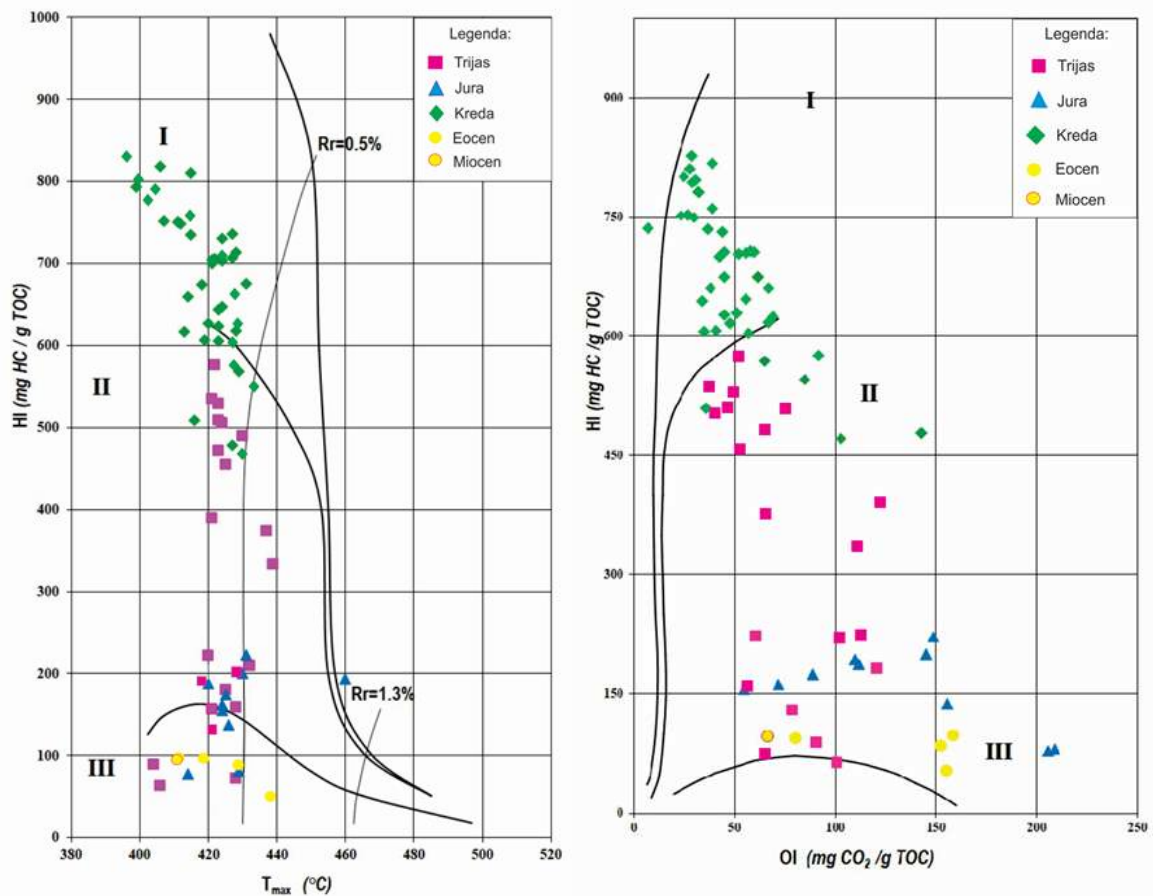 1000
900
800
700
600
500
400
300
200
100
0
HI (mg HC /g TOC)
380 400 420 440 460 480 500 520
Tmax (°C)
Legenda:
Trijas
Jura
Kreda
Eocen
Miocen
I
II
III
Rr=0.5%
Rr=1.3%
900
750
600
450
300
150
0
HI (mg HC /g TOC)
0 50 100 150 200 250
OI (mg CO₂ /g TOC)
Legenda:
Trijas
Jura
Kreda
Eocen
Miocen
I
II
III